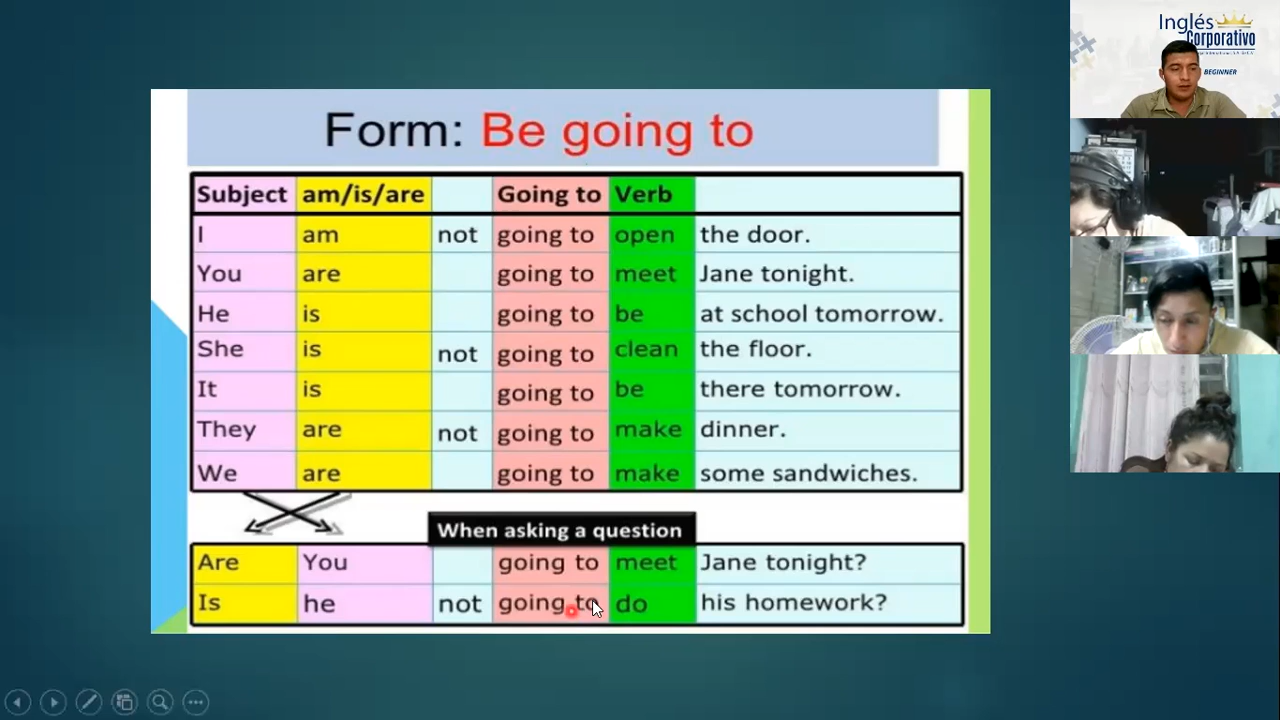 Form: Be going to
Subject am/is/are Going to Verb
I am not going to open the door.
You are going to meet Jane tonight.
He is going to be at school tomorrow.
She is not going to clean the floor.
It is going to be there tomorrow.
They are not going to make dinner.
We are going to make some sandwiches.
When asking a question
Are You going to meet Jane tonight?
Is he not going to do his homework?
Inglés
Corporativo
BEGINNER